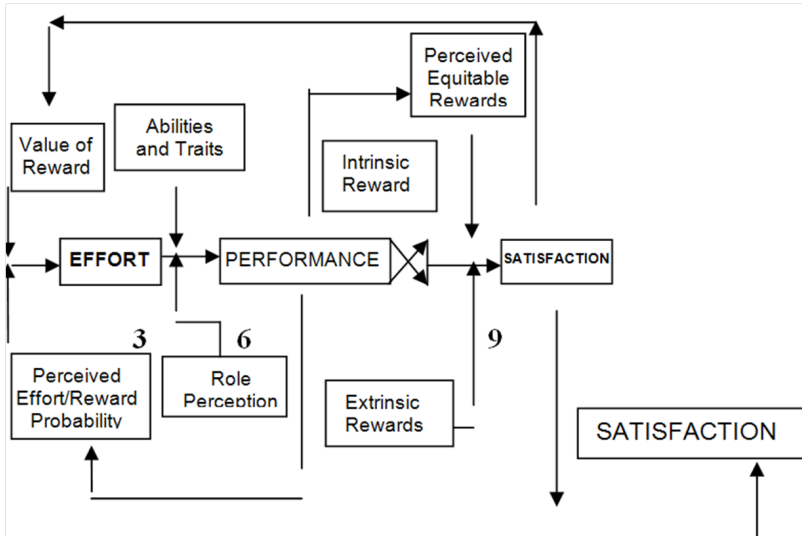 Perceived
Equitable
Rewards
Value of
Reward
Abilities
and Traits
Intrinsic
Reward
EFFORT
PERFORMANCE
SATISFACTION
3
6
9
Perceived
Effort/Reward
Probability
Role
Perception
Extrinsic
Rewards
SATISFACTION